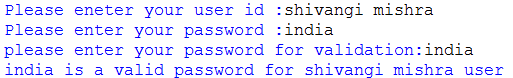 Please eneter your user id :shivangi mishra
Please enter your password :india
please enter your password for validation:india
india is a valid password for shivangi mishra user